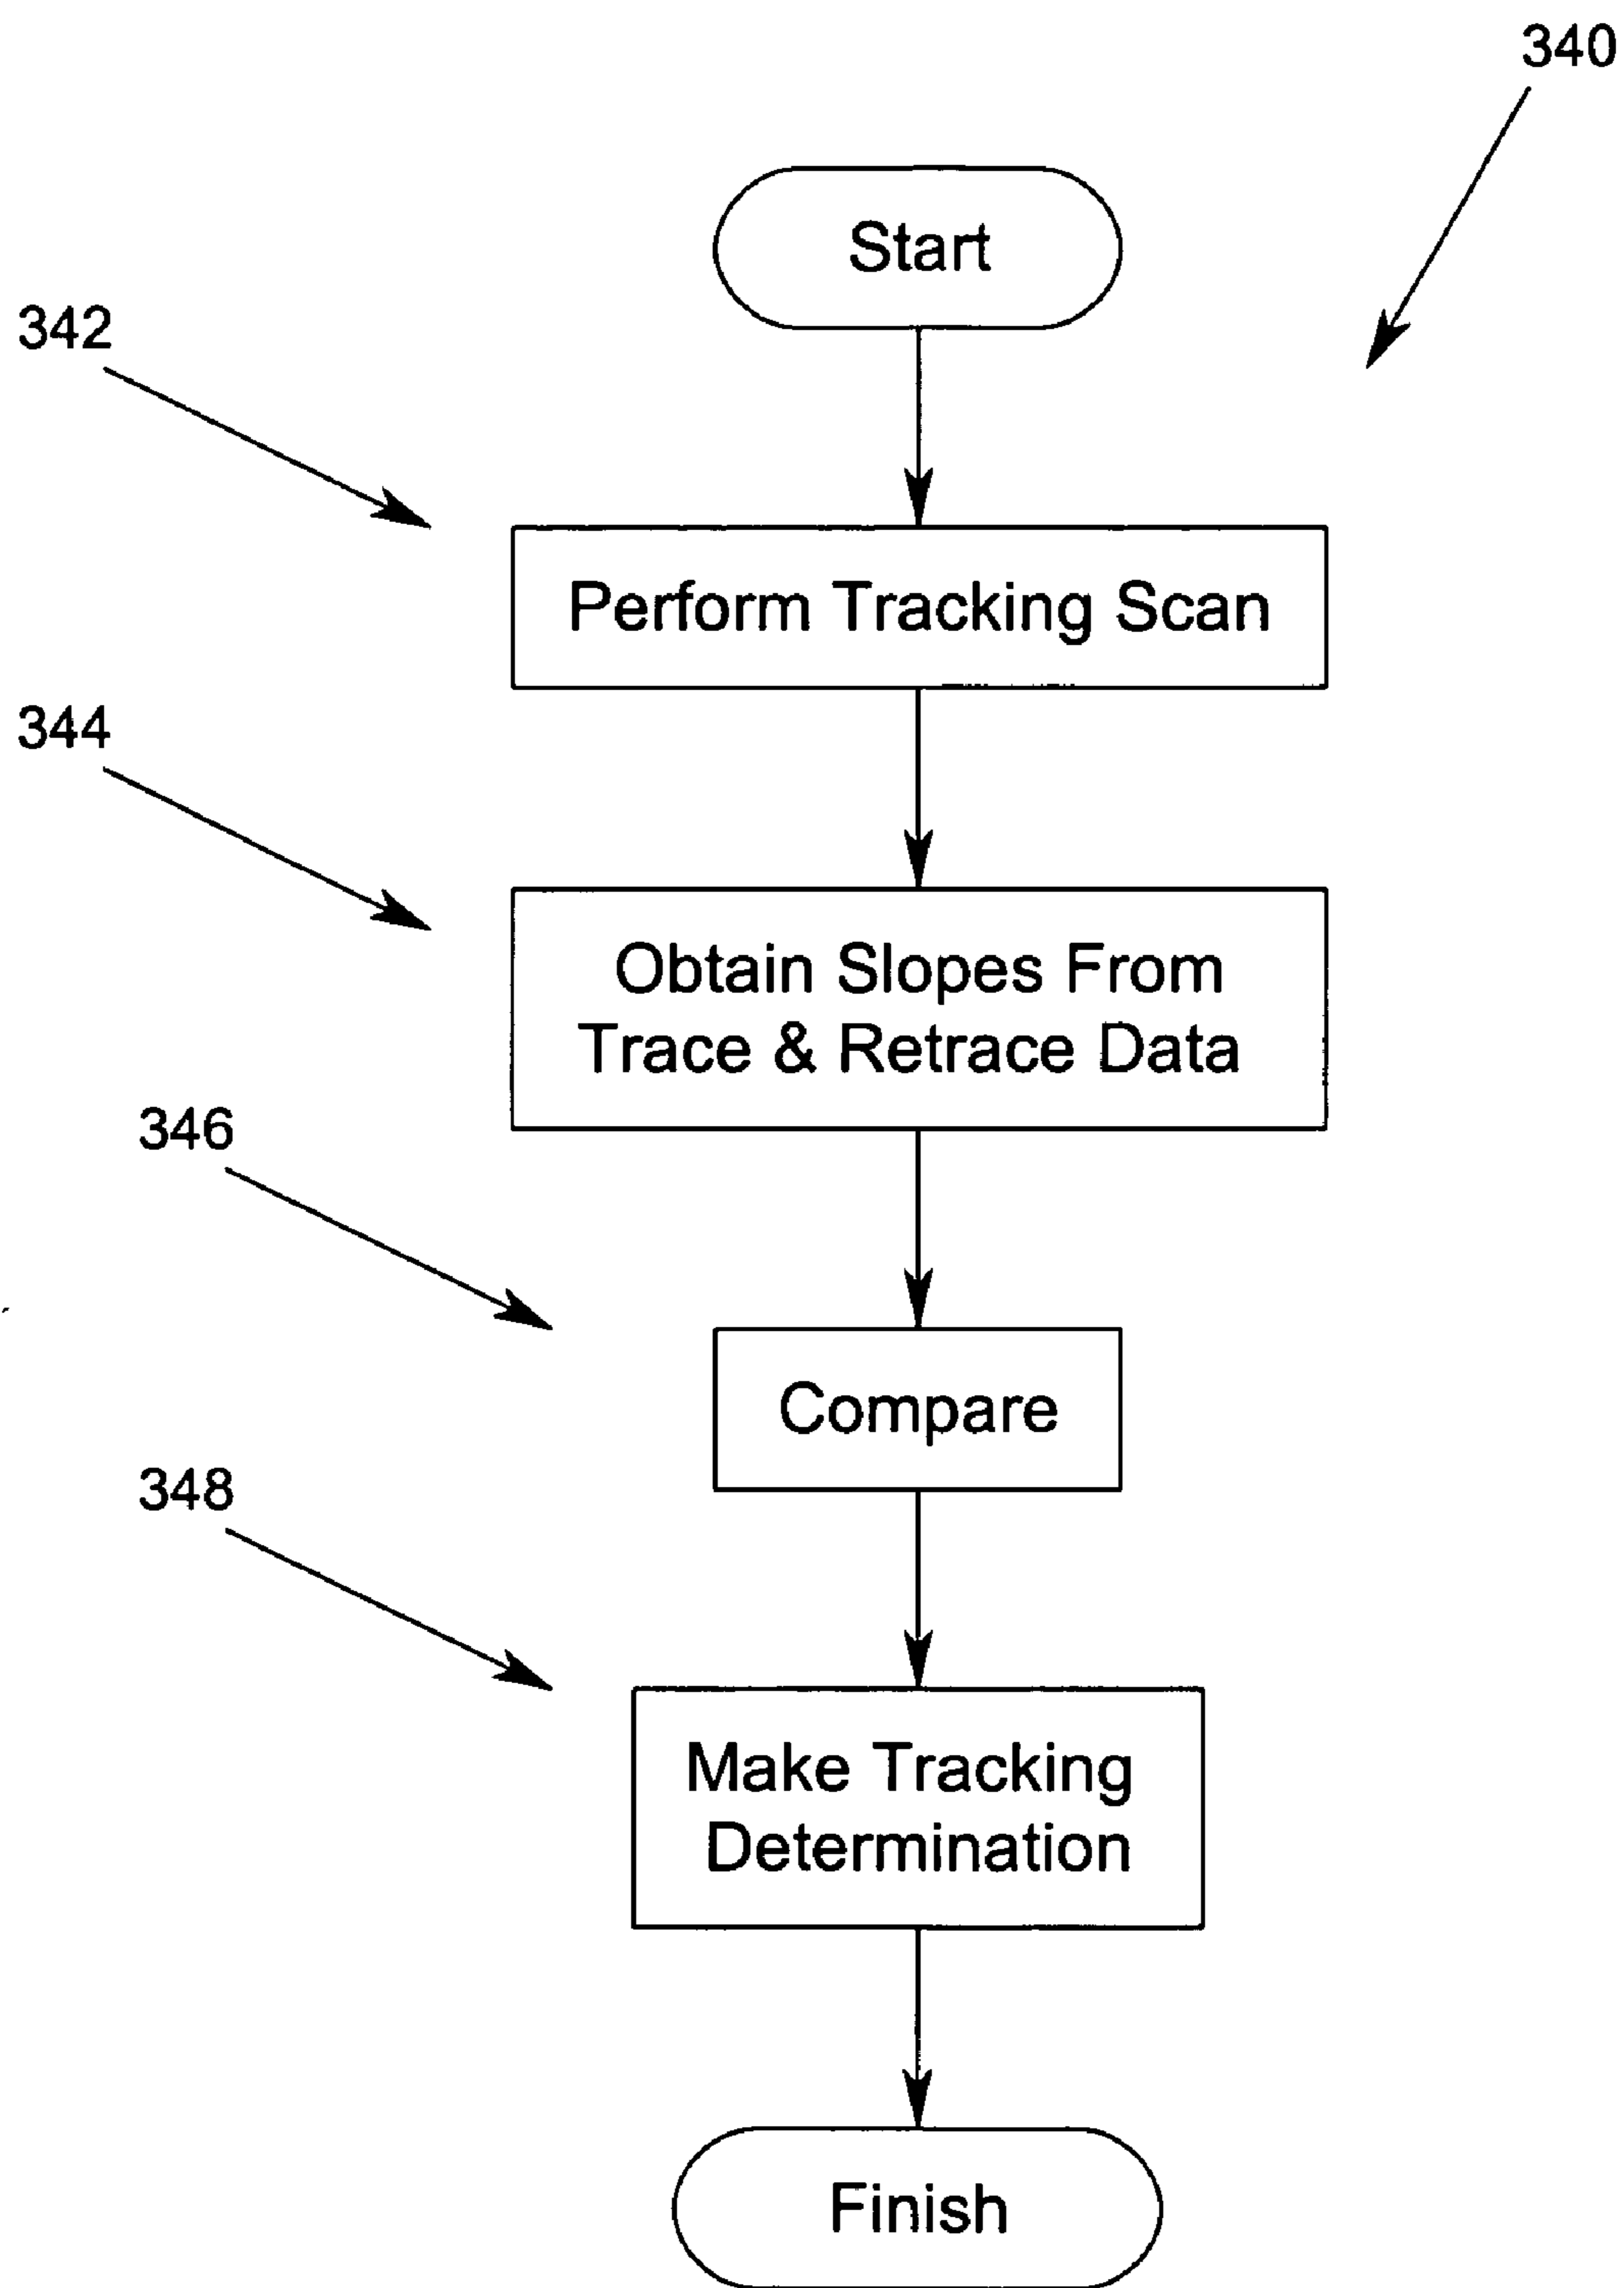 340
Start
342
Perform Tracking Scan
344
Obtain Slopes From
Trace & Retrace Data
346
Compare
348
Make Tracking
Determination
Finish